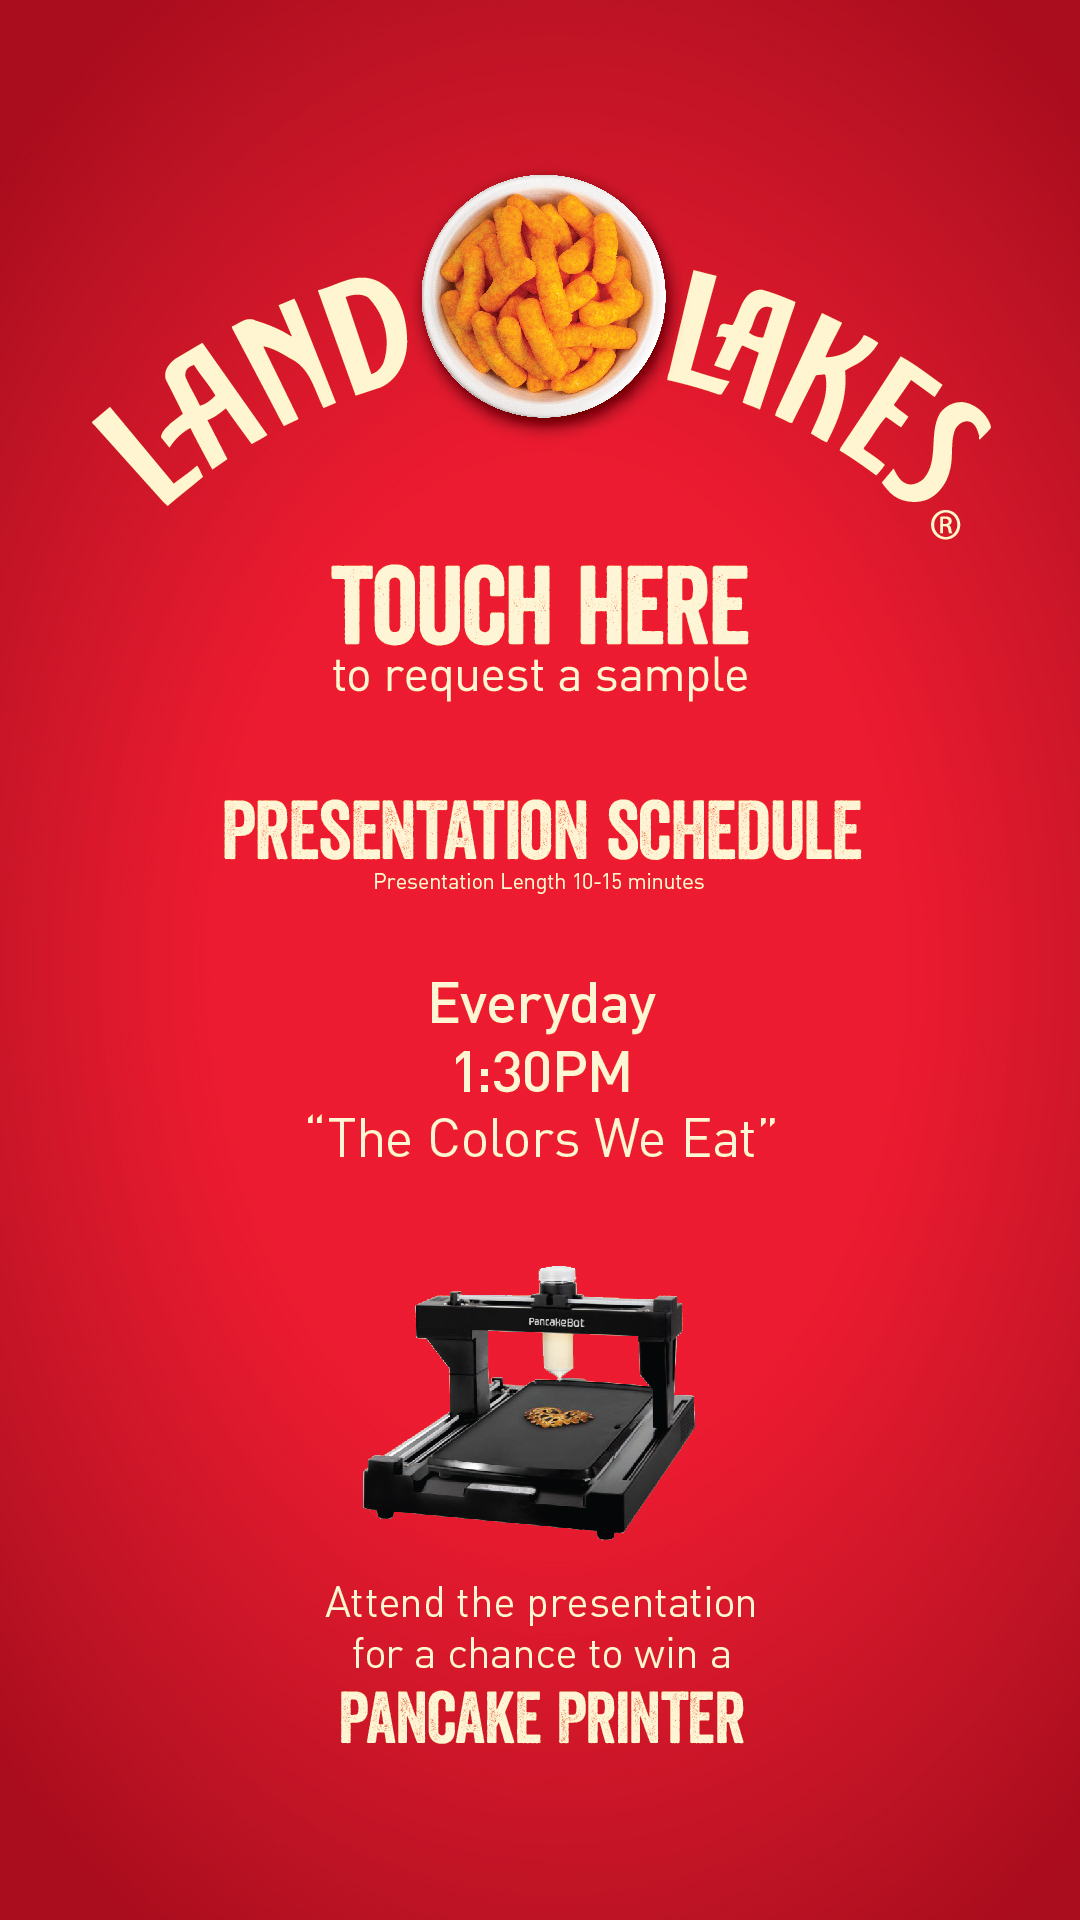 LAND LAKES®
TOUCH HERE
to request a sample
PRESENTATION SCHEDULE
Presentation Length 10-15 minutes
Everyday
1:30PM
“The Colors We Eat”
PancakeBot
Attend the presentation
for a chance to win a
PANCAKE PRINTER